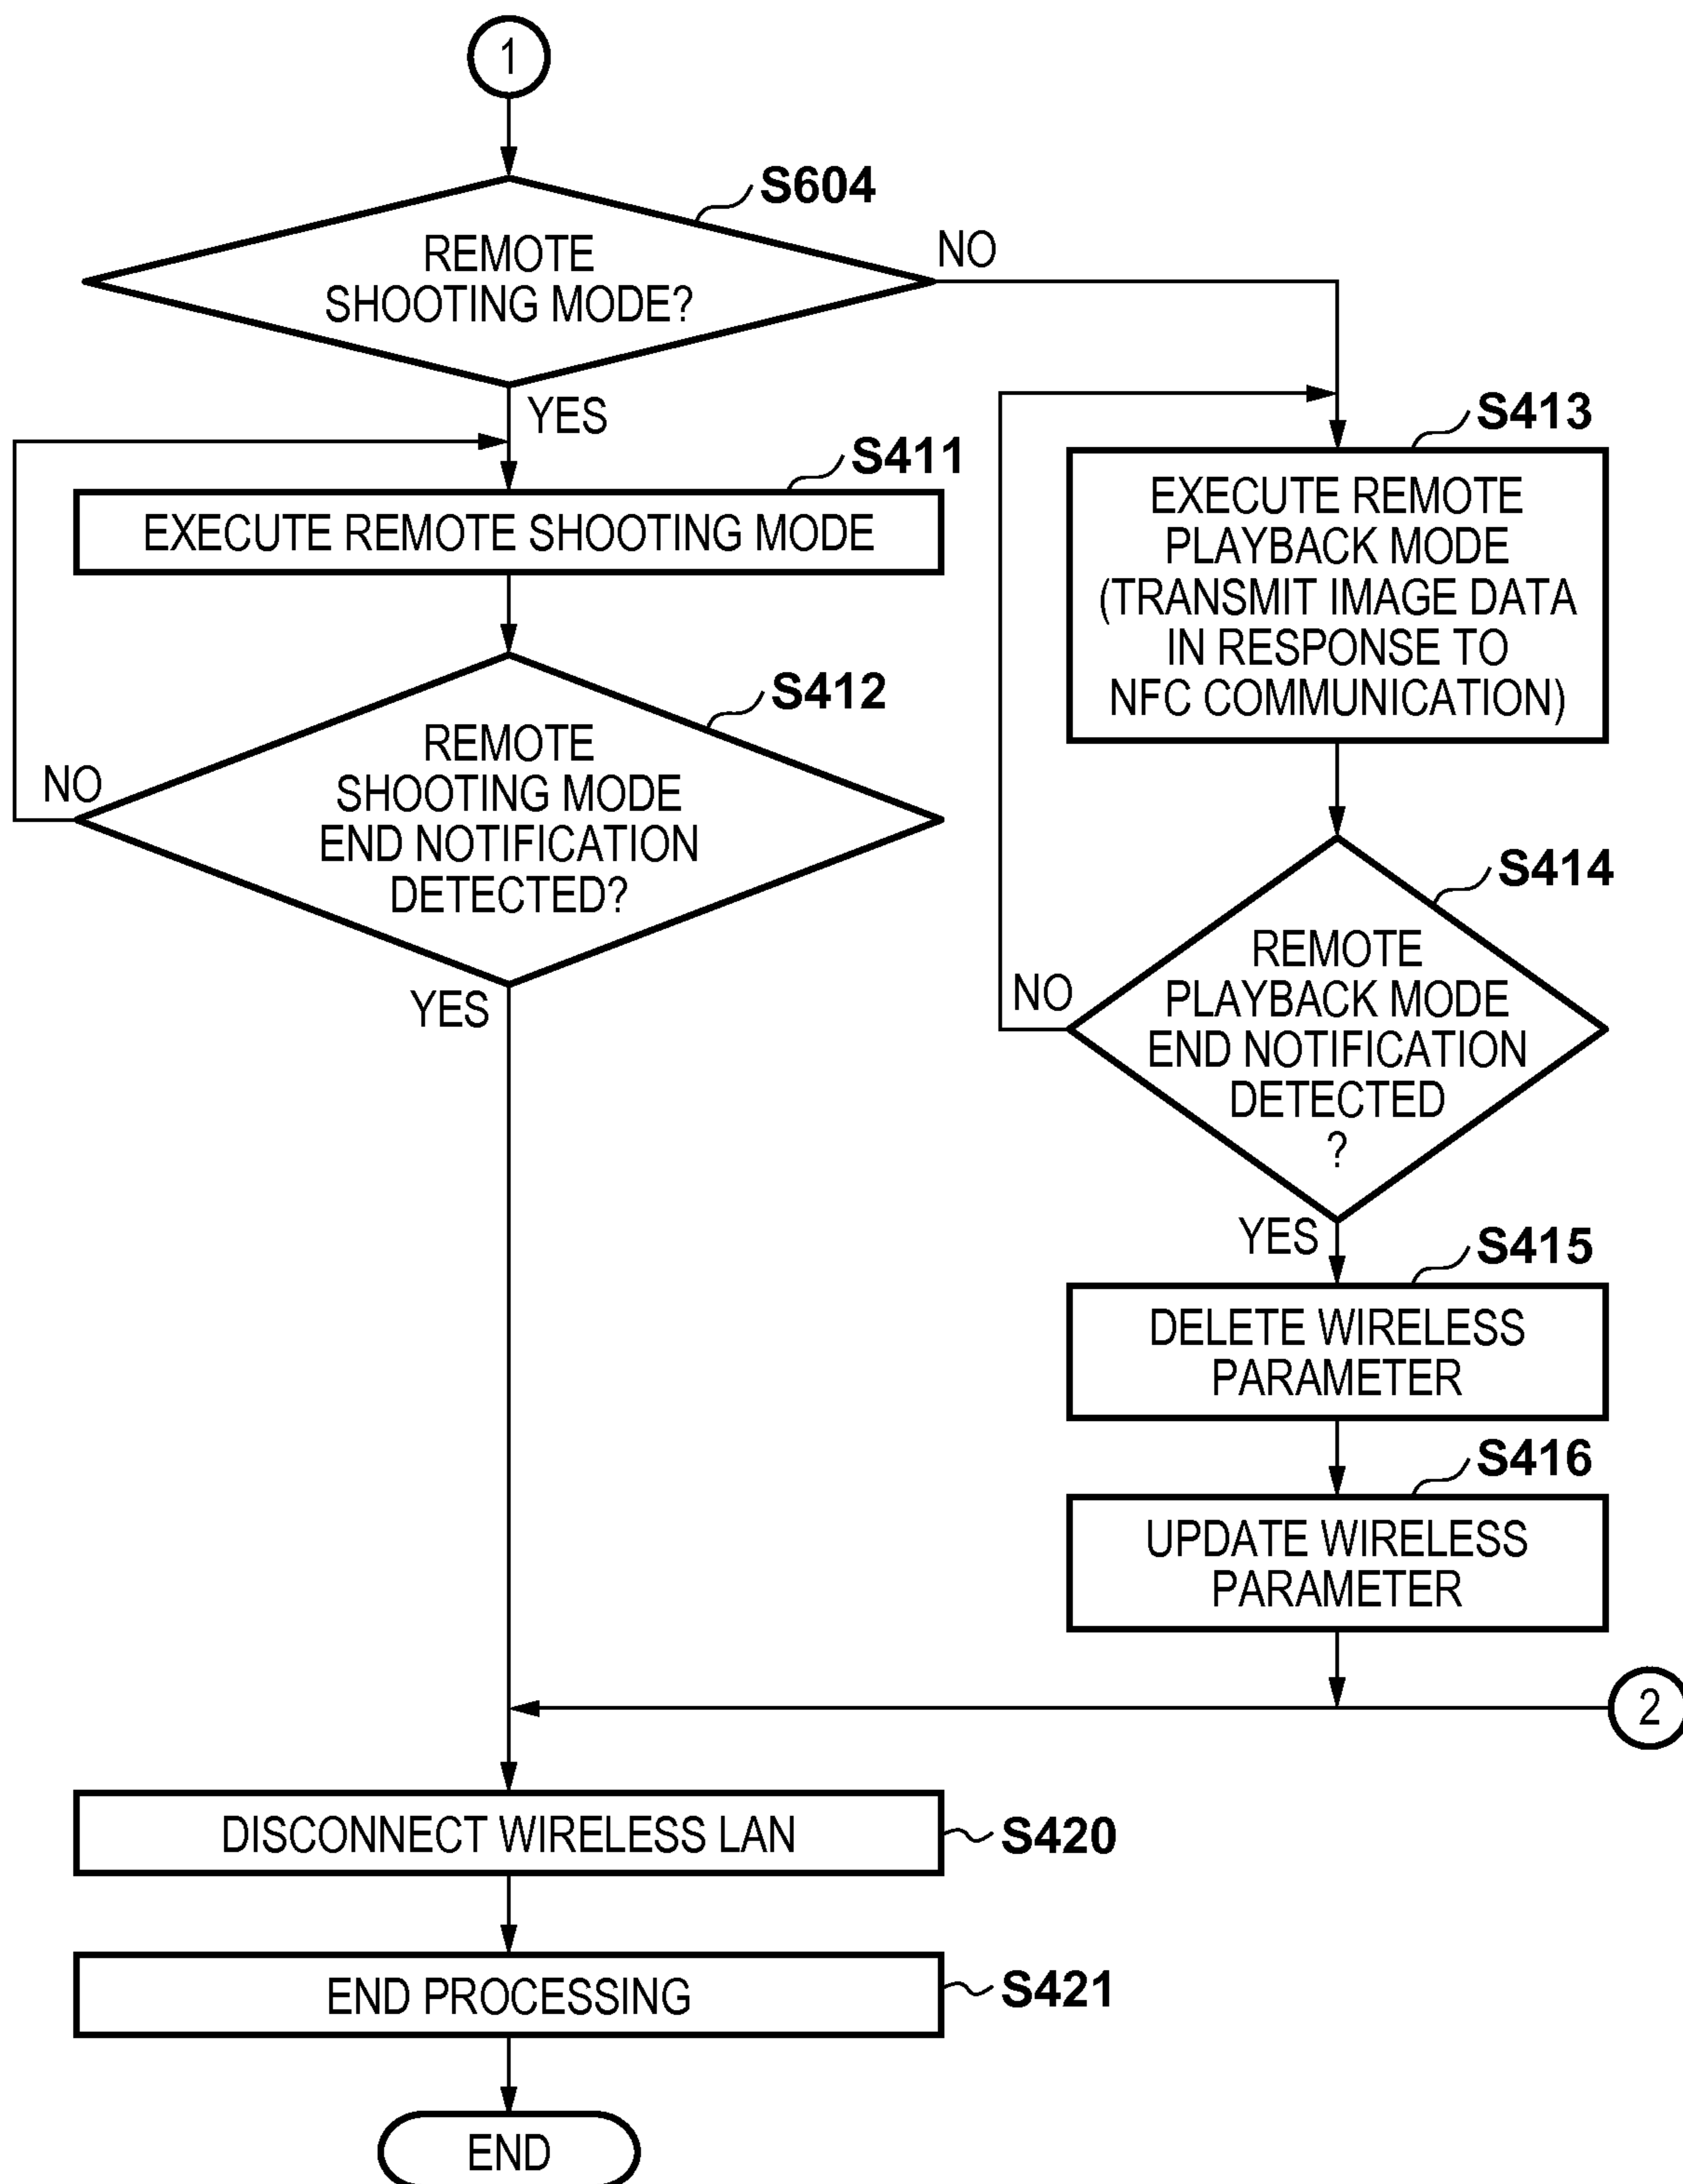 1
S604
REMOTE
SHOOTING MODE?
NO
YES
S411
EXECUTE REMOTE SHOOTING MODE
S412
REMOTE
SHOOTING MODE
END NOTIFICATION
DETECTED?
NO
YES
S413
EXECUTE REMOTE
PLAYBACK MODE
(TRANSMIT IMAGE DATA
IN RESPONSE TO
NFC COMMUNICATION)
S414
REMOTE
PLAYBACK MODE
END NOTIFICATION
DETECTED
?
NO
YES
S415
DELETE WIRELESS
PARAMETER
S416
UPDATE WIRELESS
PARAMETER
2
DISCONNECT WIRELESS LAN
S420
END PROCESSING
S421
END